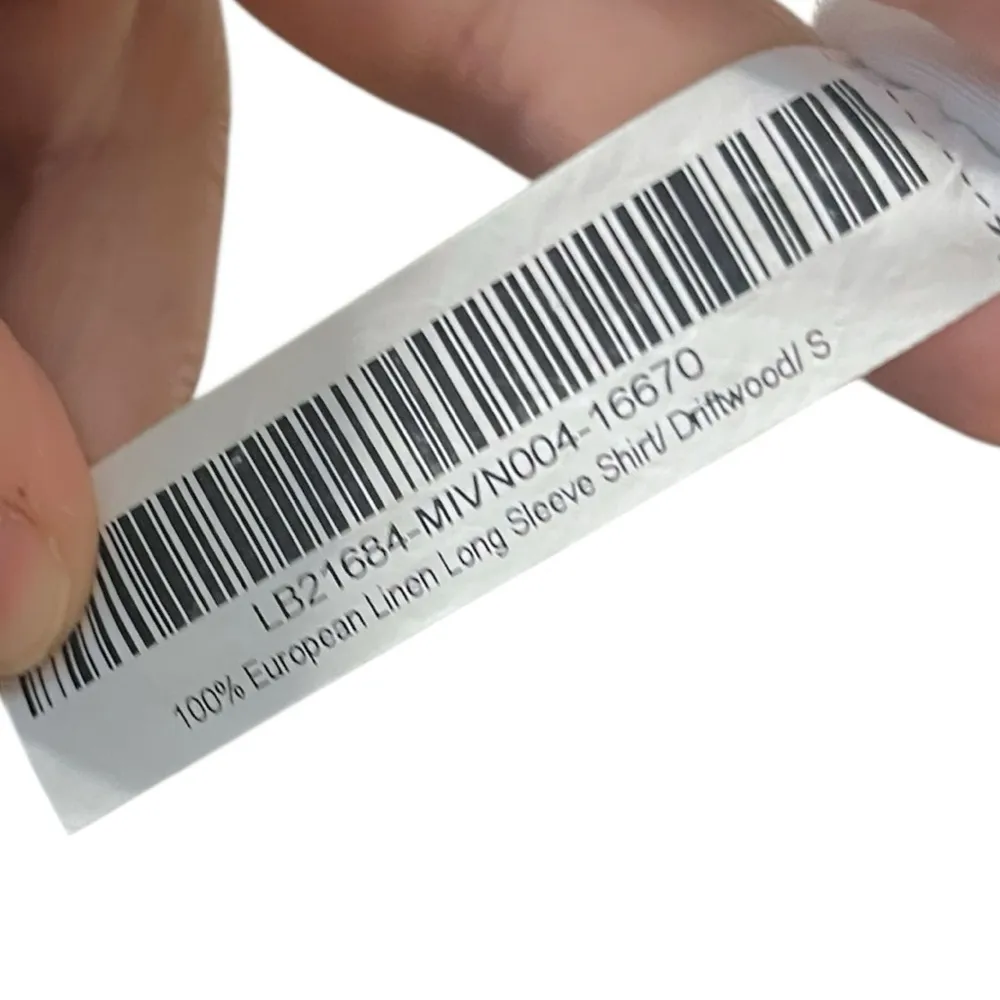 LB21684-MIVN004-16670
100% European Linen Long Sleeve Shirt/ Driftwood/ S